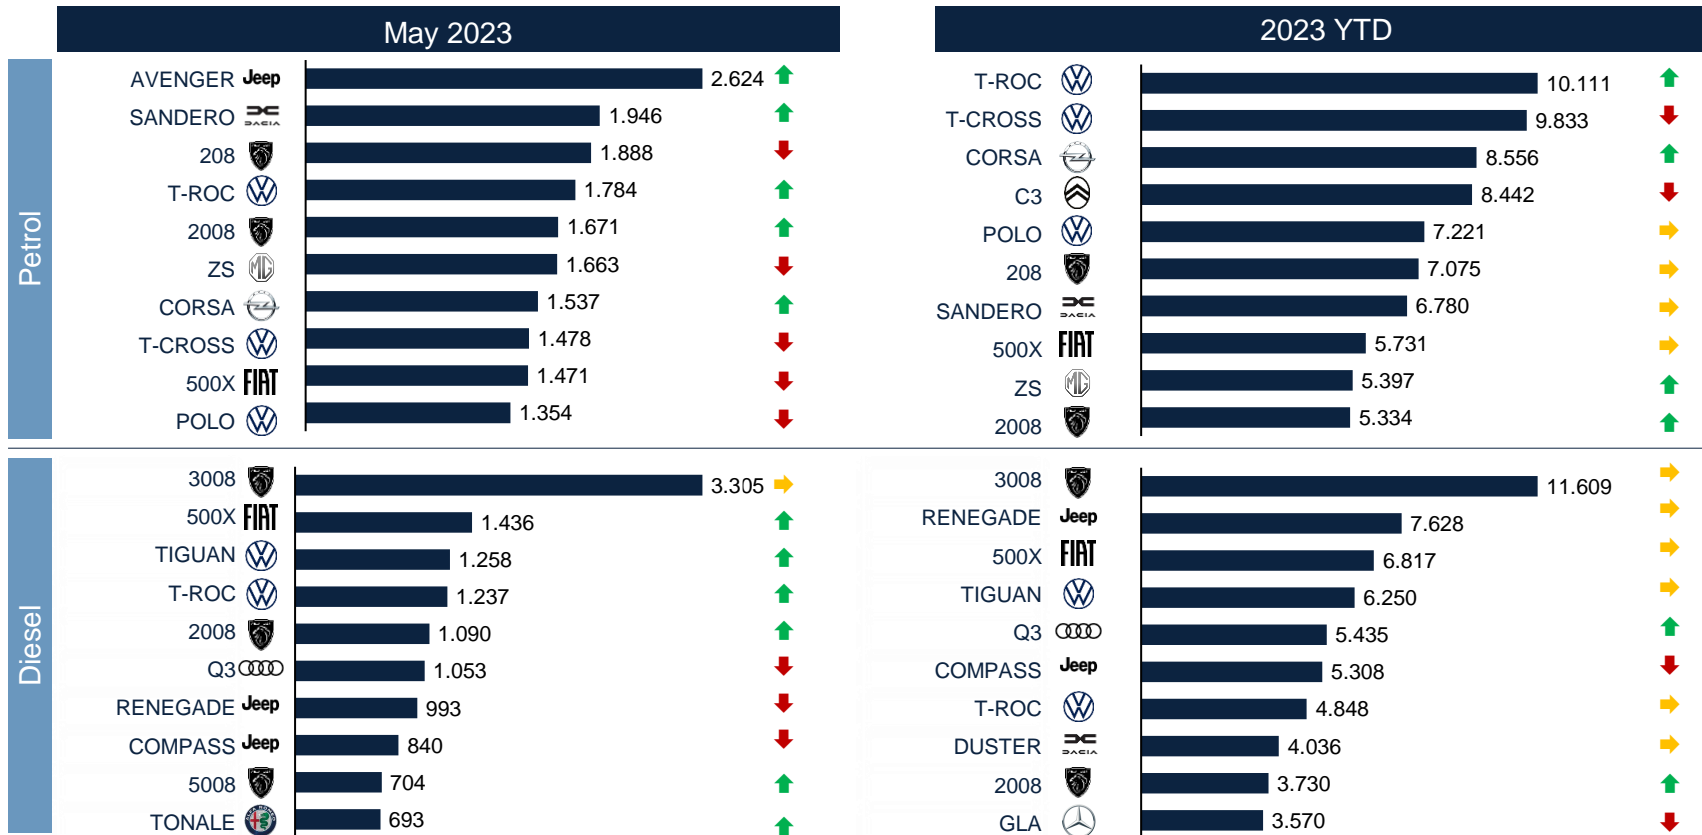 May 2023
2023 YTD
Petrol
AVENGER Jeep 2.624
SANDERO DACIA 1.946
208 1.888
T-ROC 1.784
2008 1.671
ZS MG 1.663
CORSA 1.537
T-CROSS 1.478
500X FIAT 1.471
POLO 1.354
T-ROC 10.111
T-CROSS 9.833
CORSA 8.556
C3 8.442
POLO 7.221
208 7.075
SANDERO DACIA 6.780
500X FIAT 5.731
ZS MG 5.397
2008 5.334
Diesel
3008 3.305
500X FIAT 1.436
TIGUAN 1.258
T-ROC 1.237
2008 1.090
Q3 1.053
RENEGADE Jeep 993
COMPASS Jeep 840
5008 704
TONALE 693
3008 11.609
RENEGADE Jeep 7.628
500X FIAT 6.817
TIGUAN 6.250
Q3 5.435
COMPASS Jeep 5.308
T-ROC 4.848
DUSTER DACIA 4.036
2008 3.730
GLA 3.570